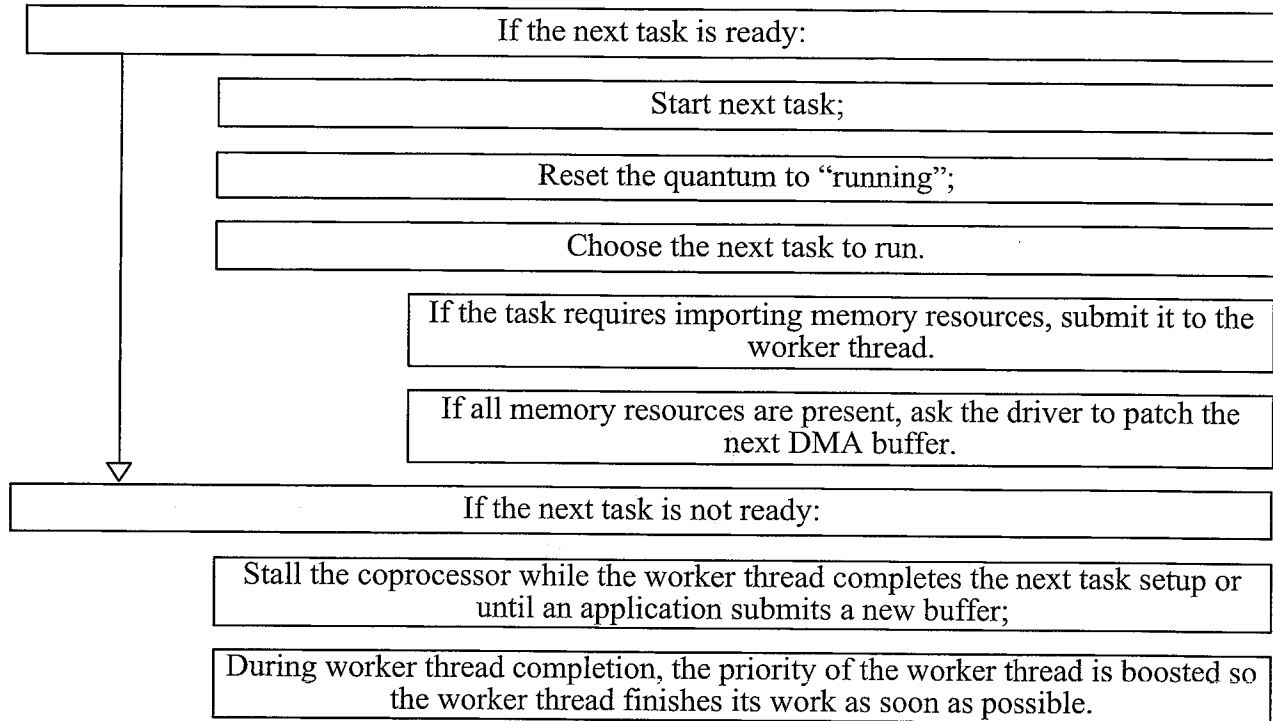 If the next task is ready:
Start next task;
Reset the quantum to “running”;
Choose the next task to run.
If the task requires importing memory resources, submit it to the
worker thread.
If all memory resources are present, ask the driver to patch the
next DMA buffer.
If the next task is not ready:
Stall the coprocessor while the worker thread completes the next task setup or
until an application submits a new buffer;
During worker thread completion, the priority of the worker thread is boosted so
the worker thread finishes its work as soon as possible.